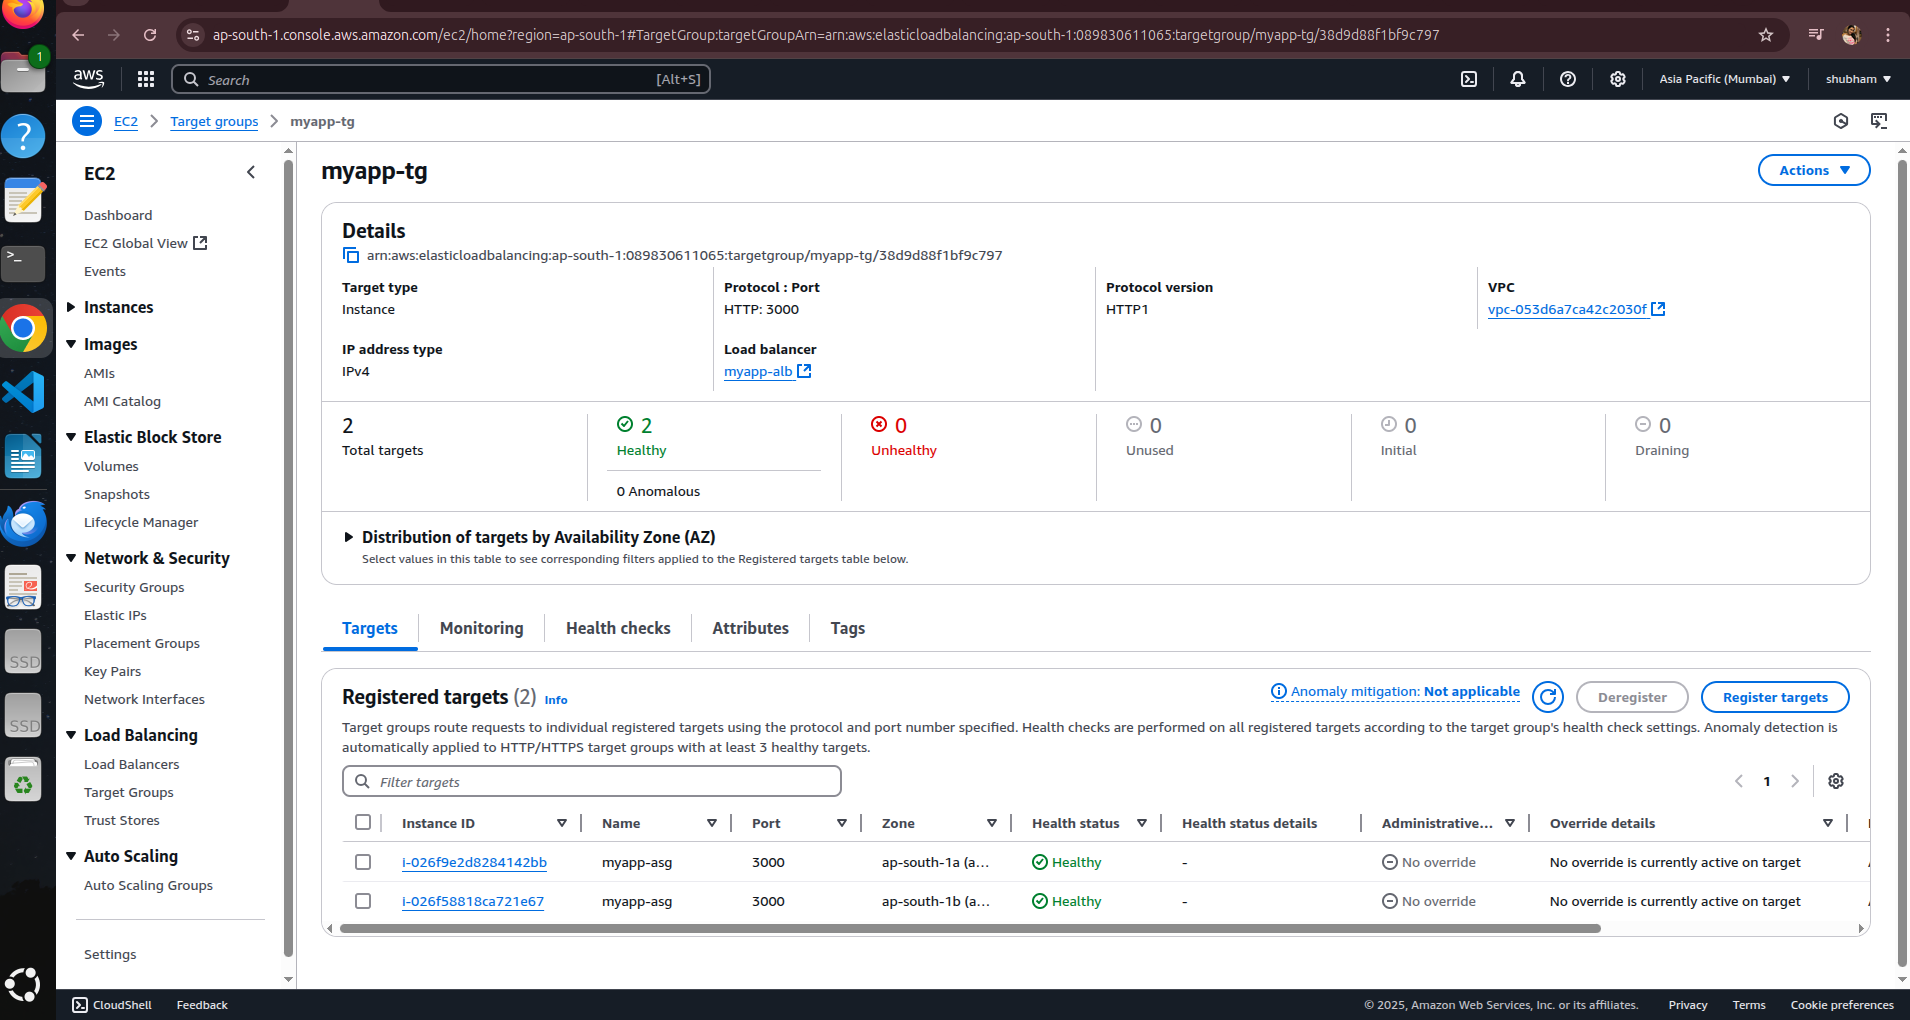 1
ap-south-1.console.aws.amazon.com/ec2/home?region=ap-south-1#TargetGroup:targetGroupArn=arn:aws:elasticloadbalancing:ap-south-1:089830611065:targetgroup/myapp-tg/38d9d88f1bf9c797
aws Search [Alt+S] Asia Pacific (Mumbai) shubham
EC2 Target groups myapp-tg
EC2
Dashboard
EC2 Global View
Events
Instances
Images
AMIs
AMI Catalog
Elastic Block Store
Volumes
Snapshots
Lifecycle Manager
Network & Security
Security Groups
Elastic IPs
Placement Groups
Key Pairs
Network Interfaces
Load Balancing
Load Balancers
Target Groups
Trust Stores
Auto Scaling
Auto Scaling Groups
Settings
SSD
SSD
myapp-tg Actions
Details
arn:aws:elasticloadbalancing:ap-south-1:089830611065:targetgroup/myapp-tg/38d9d88f1bf9c797
Target type Protocol : Port Protocol version VPC
Instance HTTP: 3000 HTTP1 vpc-053d6a7ca42c2030f
IP address type Load balancer
IPv4 myapp-alb
2 2 0 0 0 0
Total targets Healthy Unhealthy Unused Initial Draining
0 Anomalous
Distribution of targets by Availability Zone (AZ)
Select values in this table to see corresponding filters applied to the Registered targets table below.
Targets Monitoring Health checks Attributes Tags
Registered targets (2) Info Anomaly mitigation: Not applicable Deregister Register targets
Target groups route requests to individual registered targets using the protocol and port number specified. Health checks are performed on all registered targets according to the target group's health check settings. Anomaly detection is
automatically applied to HTTP/HTTPS target groups with at least 3 healthy targets.
Filter targets 1
Instance ID Name Port Zone Health status Health status details Administrative... Override details
i-026f9e2d8284142bb myapp-asg 3000 ap-south-1a (a... Healthy - No override No override is currently active on target
i-026f58818ca721e67 myapp-asg 3000 ap-south-1b (a... Healthy - No override No override is currently active on target
CloudShell Feedback © 2025, Amazon Web Services, Inc. or its affiliates. Privacy Terms Cookie preferences